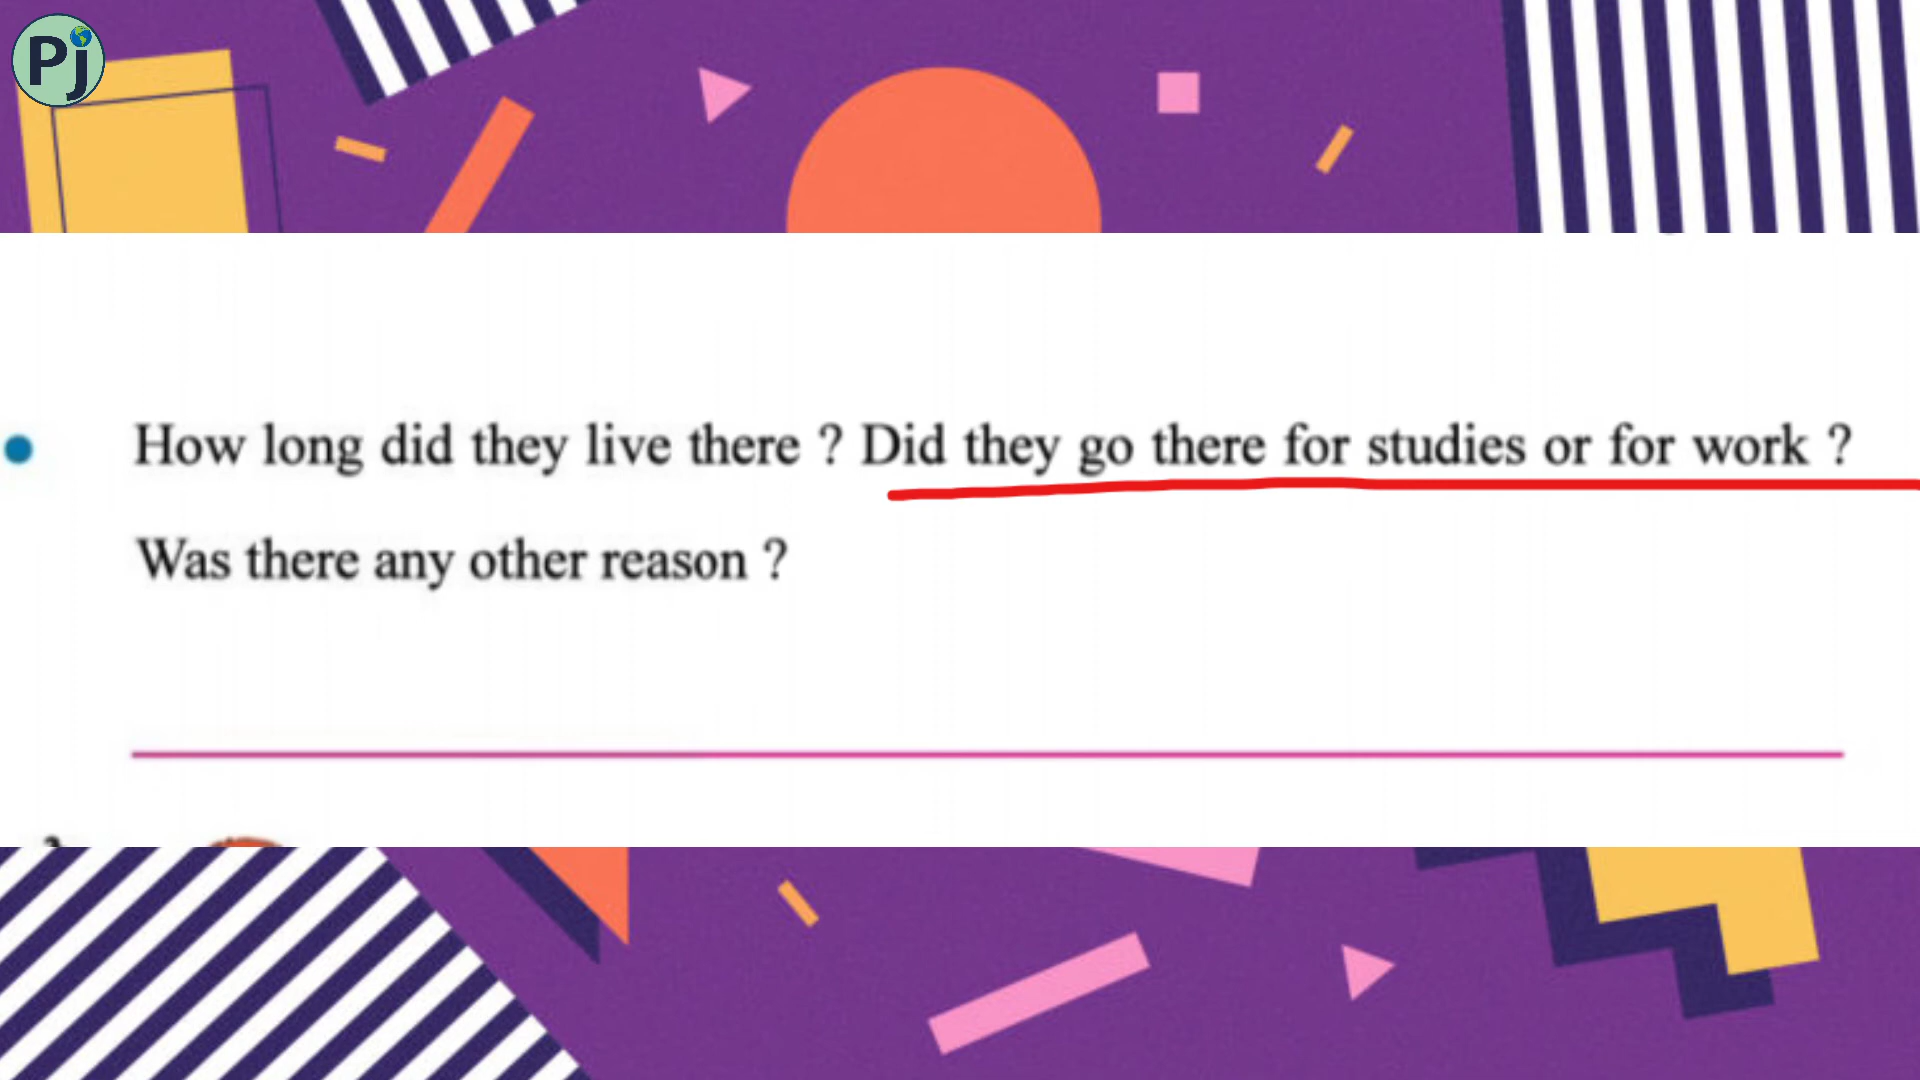 Pj
How long did they live there ? Did they go there for studies or for work ?
Was there any other reason ?